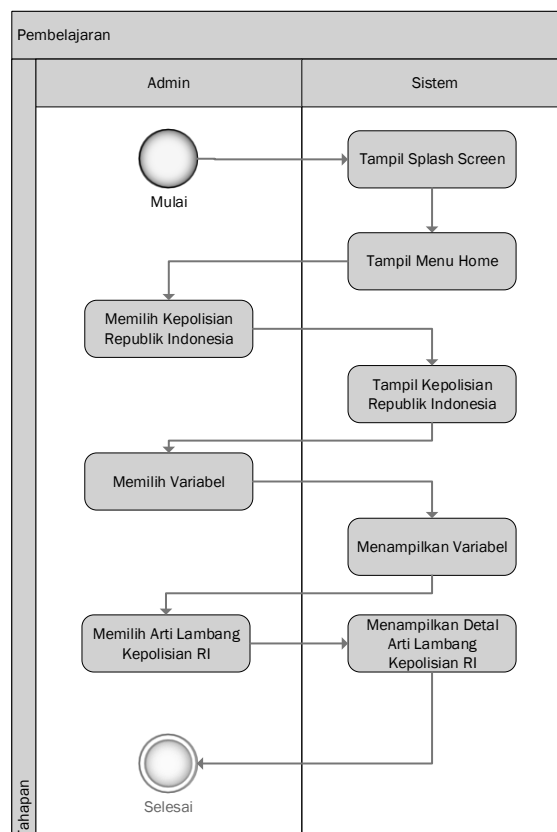 Pembelajaran
Admin
Sistem
Mulai
Tampil Splash Screen
Tampil Menu Home
Memilih Kepolisian
Republik Indonesia
Tampil Kepolisian
Republik Indonesia
Memilih Variabel
Menampilkan Variabel
Memilih Arti Lambang
Kepolisian RI
Menampilkan Detal
Arti Lambang
Kepolisian RI
Selesai
ahapan